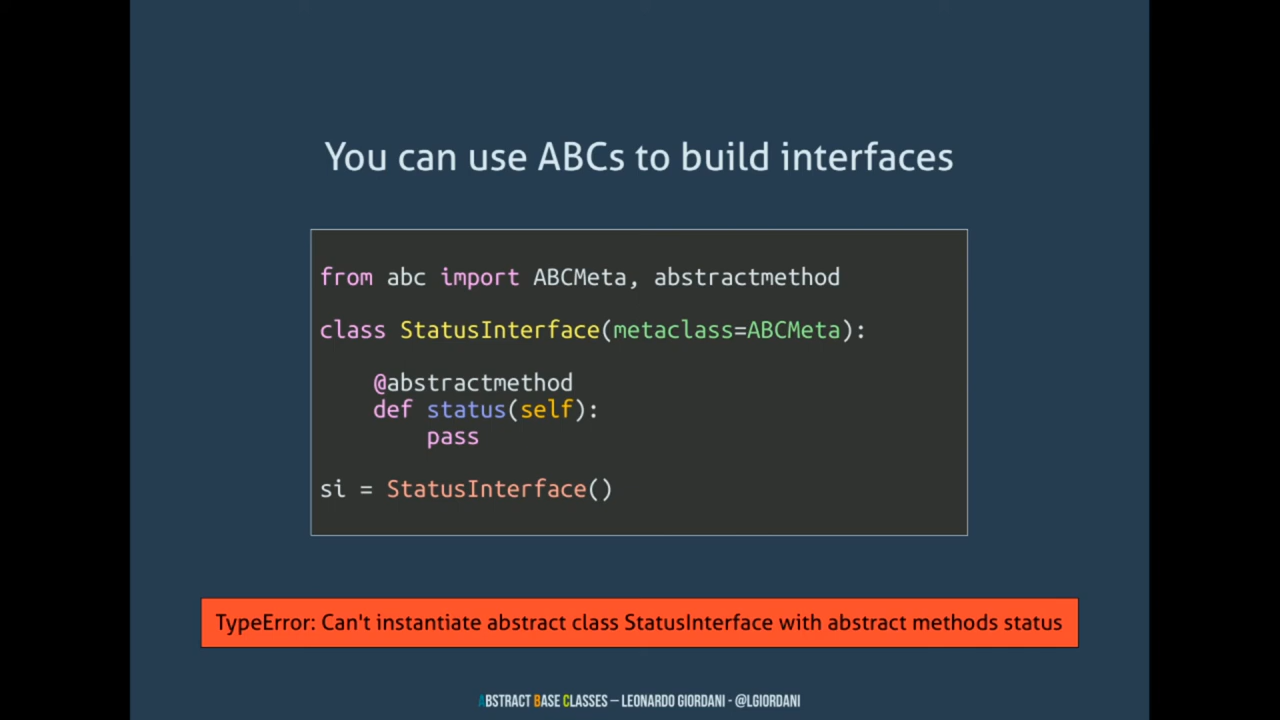 You can use ABCs to build interfaces
from abc import ABCMeta, abstractmethod
class StatusInterface(metaclass=ABCMeta):
    @abstractmethod
    def status(self):
        pass
si = StatusInterface()
TypeError: Can't instantiate abstract class StatusInterface with abstract methods status
ABSTRACT BASE CLASSES – LEONARDO GIORDANI - @LGIORDANI